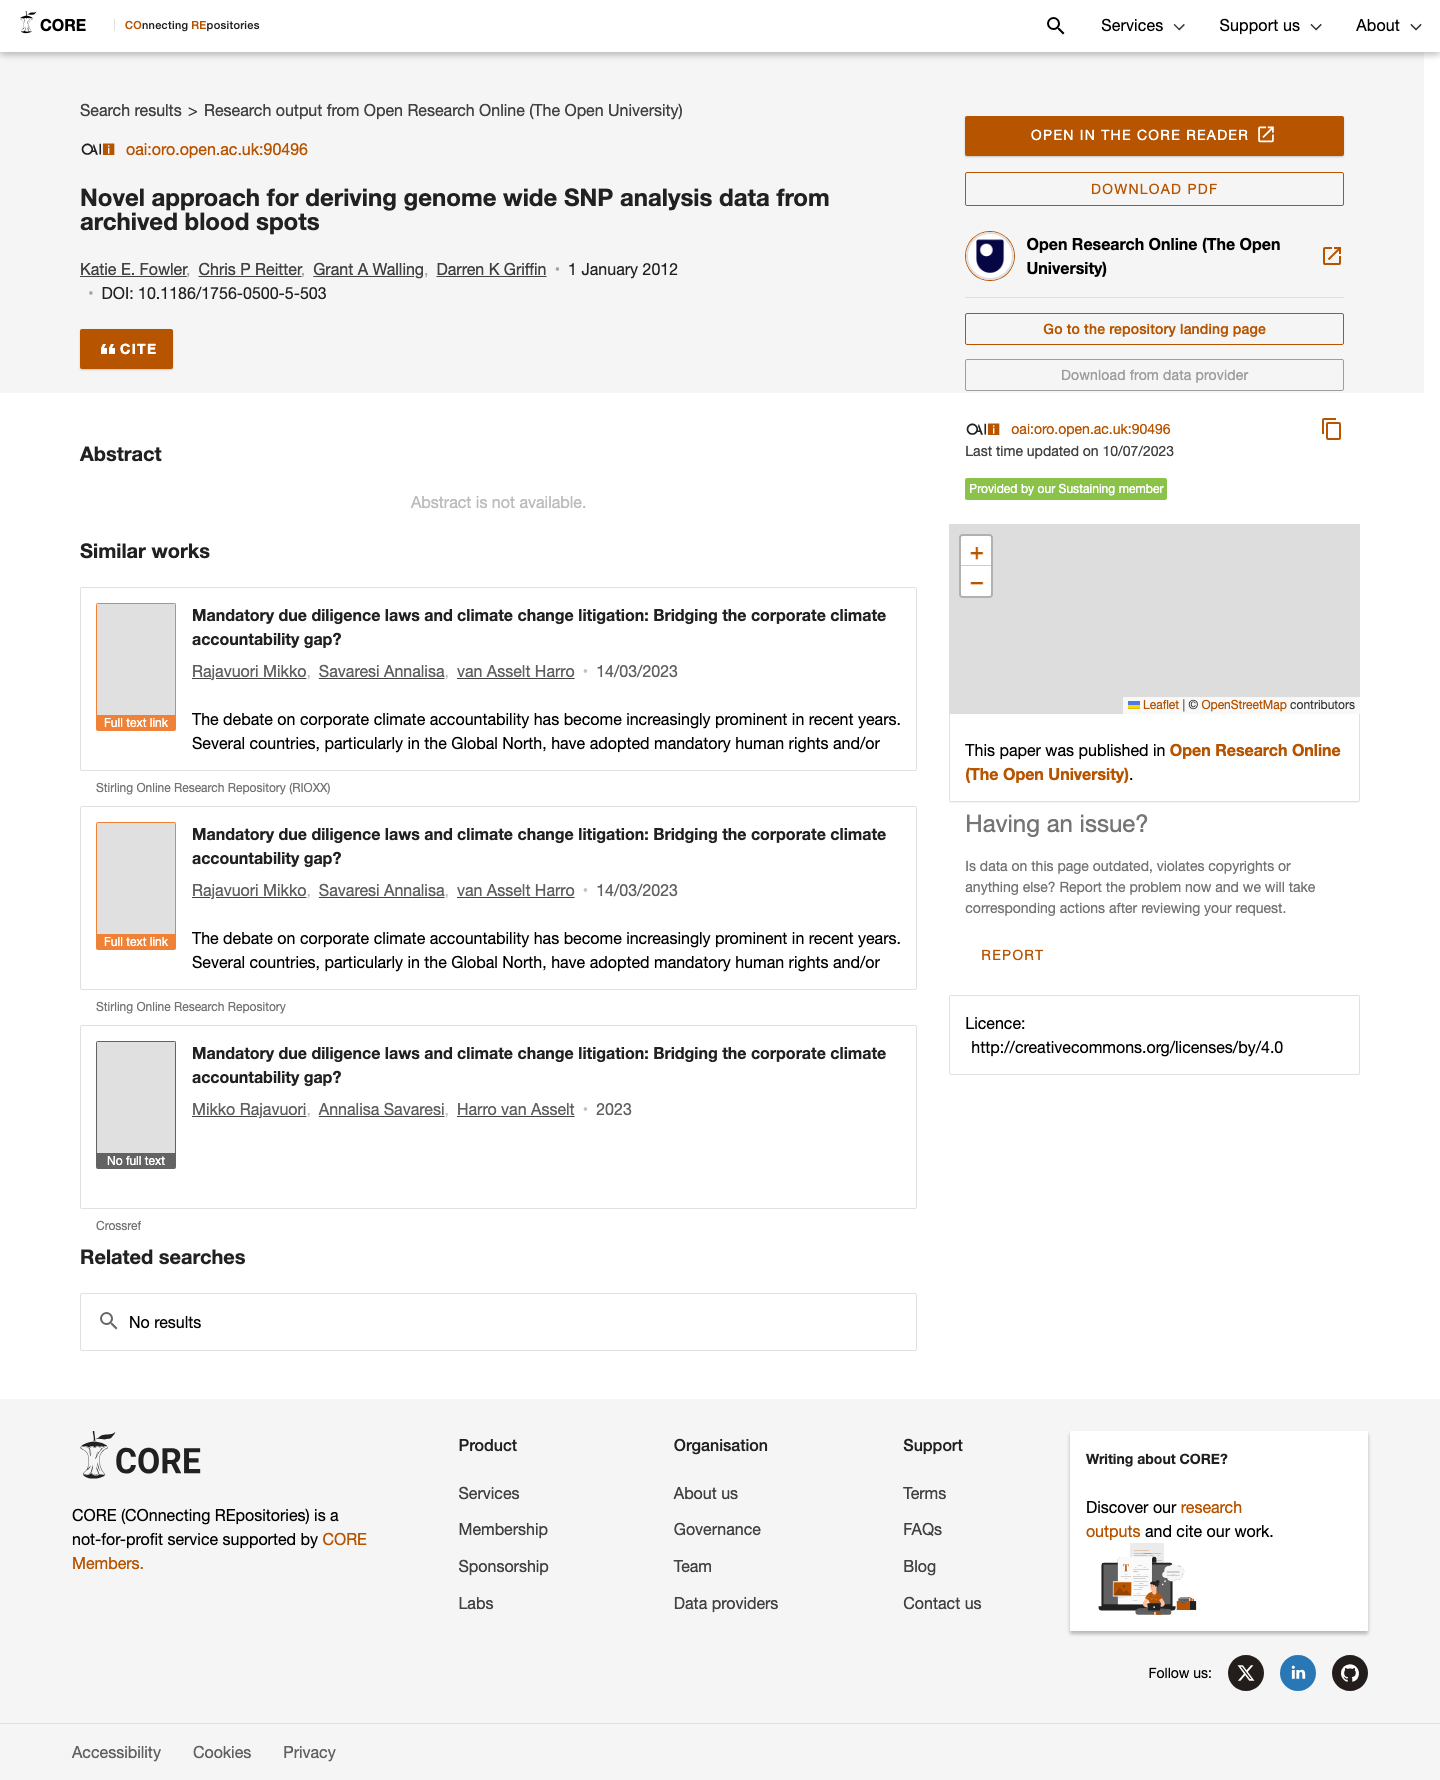 CORE
COnnecting REpositories
Services
Support us
About
Search results > Research output from Open Research Online (The Open University)
OAI oai:oro.open.ac.uk:90496
Novel approach for deriving genome wide SNP analysis data from
archived blood spots
Katie E. Fowler, Chris P Reitter, Grant A Walling, Darren K Griffin • 1 January 2012
• DOI: 10.1186/1756-0500-5-503
CITE
OPEN IN THE CORE READER
DOWNLOAD PDF
Open Research Online (The Open
University)
Go to the repository landing page
Download from data provider
OAI oai:oro.open.ac.uk:90496
Last time updated on 10/07/2023
Provided by our Sustaining member
+
−
Leaflet | © OpenStreetMap contributors
This paper was published in Open Research Online
(The Open University).
Having an issue?
Is data on this page outdated, violates copyrights or
anything else? Report the problem now and we will take
corresponding actions after reviewing your request.
REPORT
Licence:
http://creativecommons.org/licenses/by/4.0
Abstract
Abstract is not available.
Similar works
Full text link
Mandatory due diligence laws and climate change litigation: Bridging the corporate climate
accountability gap?
Rajavuori Mikko, Savaresi Annalisa, van Asselt Harro • 14/03/2023
The debate on corporate climate accountability has become increasingly prominent in recent years.
Several countries, particularly in the Global North, have adopted mandatory human rights and/or
Stirling Online Research Repository (RIOXX)
Full text link
Mandatory due diligence laws and climate change litigation: Bridging the corporate climate
accountability gap?
Rajavuori Mikko, Savaresi Annalisa, van Asselt Harro • 14/03/2023
The debate on corporate climate accountability has become increasingly prominent in recent years.
Several countries, particularly in the Global North, have adopted mandatory human rights and/or
Stirling Online Research Repository
No full text
Mandatory due diligence laws and climate change litigation: Bridging the corporate climate
accountability gap?
Mikko Rajavuori, Annalisa Savaresi, Harro van Asselt • 2023
Crossref
Related searches
No results
CORE
CORE (COnnecting REpositories) is a
not-for-profit service supported by CORE
Members.
Product
Services
Membership
Sponsorship
Labs
Organisation
About us
Governance
Team
Data providers
Support
Terms
FAQs
Blog
Contact us
Writing about CORE?
Discover our research
outputs and cite our work.
T
Follow us:
Accessibility
Cookies
Privacy